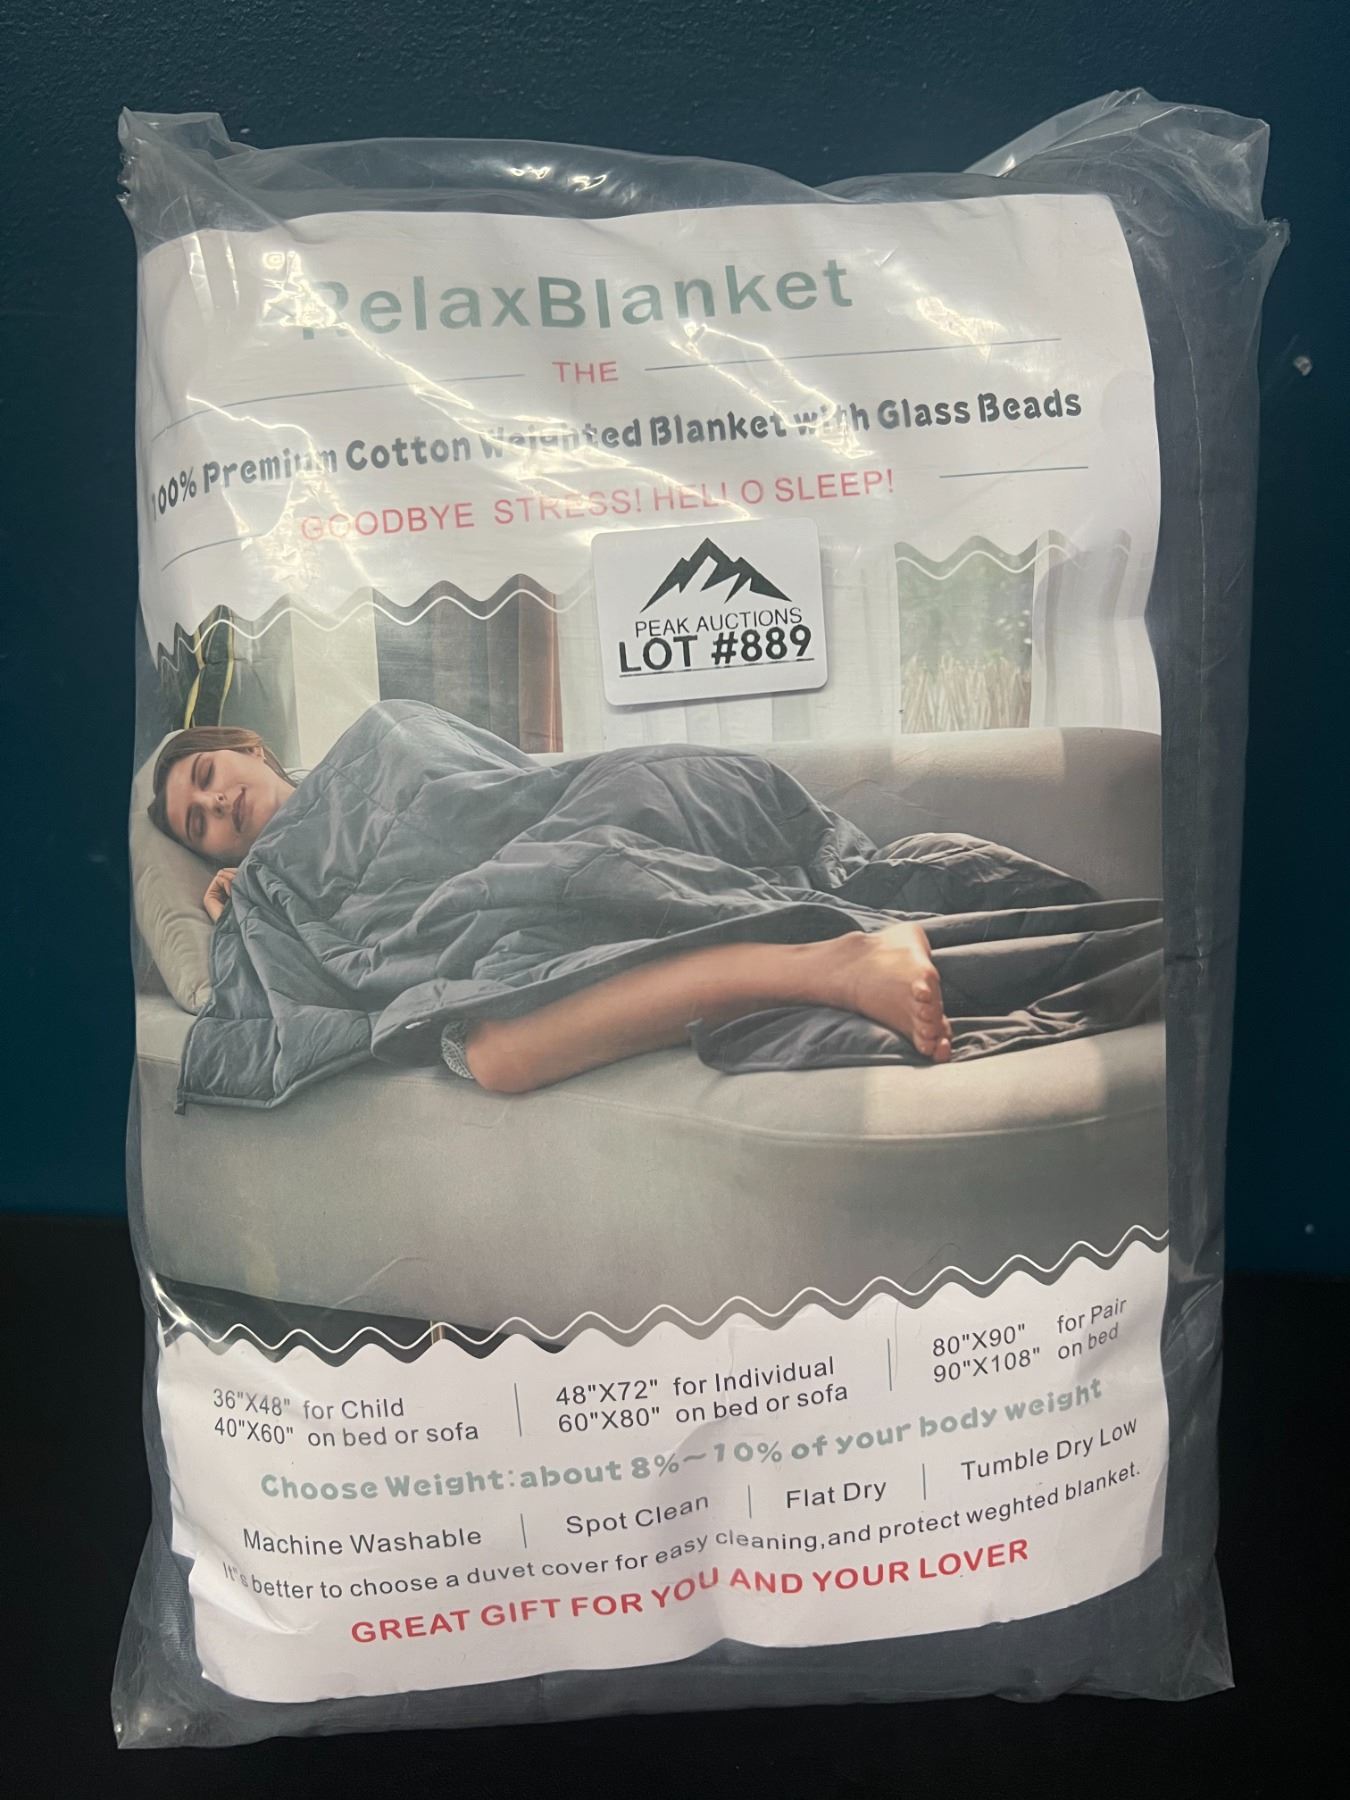 RelaxBlanket
THE
100% Premium Cotton Weighted Blanket with Glass Beads
GOODBYE STRESS! HELLO SLEEP!
PEAK AUCTIONS
LOT #889
36"X48" for Child
40"X60" on bed or sofa
48"X72" for Individual
60"X80" on bed or sofa
80"X90" for Pair
90"X108" on bed
Choose Weight:about 8%~10% of your body weight
Machine Washable | Spot Clean | Flat Dry | Tumble Dry Low
It's better to choose a duvet cover for easy cleaning,and protect weghted blanket.
GREAT GIFT FOR YOU AND YOUR LOVER